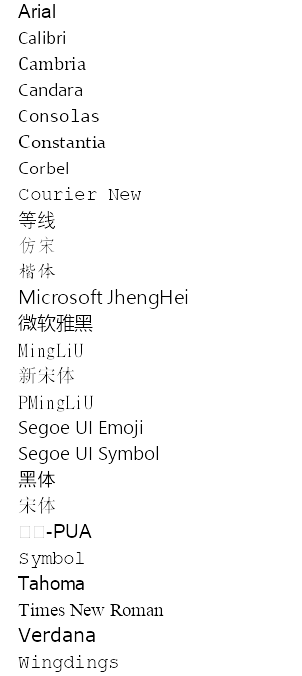 Arial
Calibri
Cambria
Candara
Consolas
Constantia
Corbel
Courier New
等线
仿宋
楷体
Microsoft JhengHei
微软雅黑
MingLiU
新宋体
PMingLiU
Segoe UI Emoji
Segoe UI Symbol
黑体
宋体
-PUA
Symbol
Tahoma
Times New Roman
Verdana
Wingdings